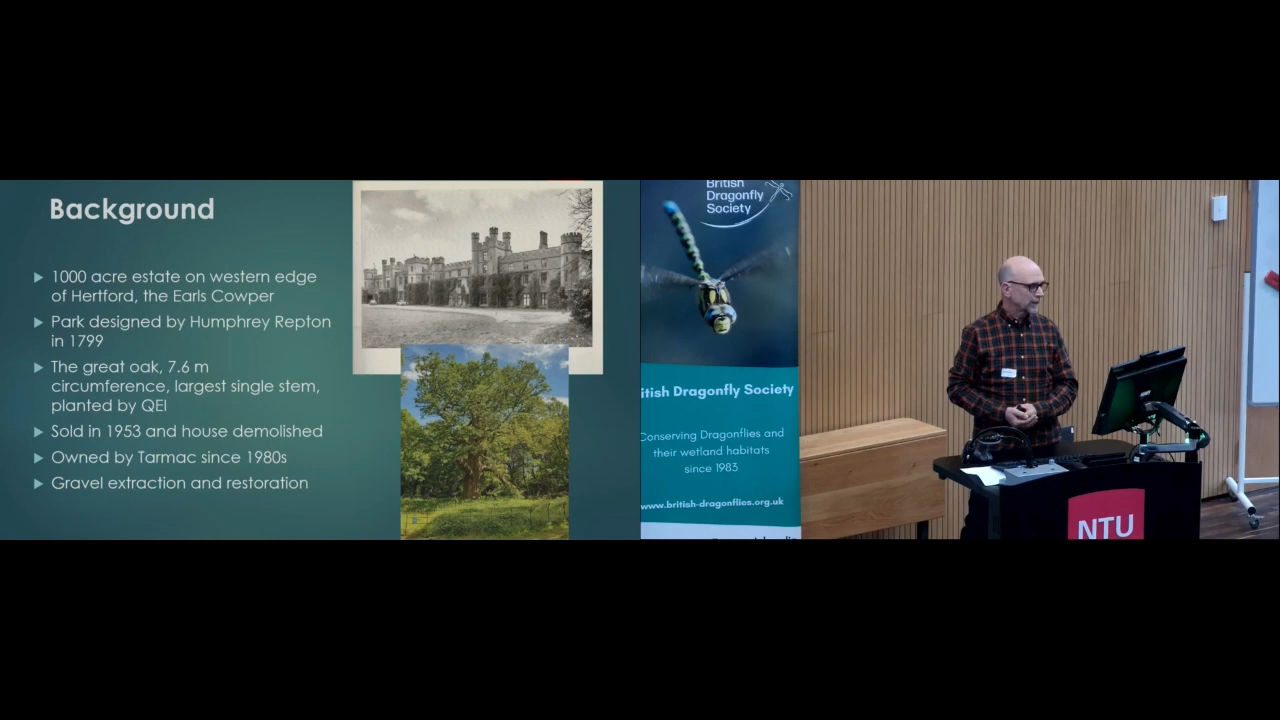 Background
1000 acre estate on western edge
of Hertford, the Earls Cowper
Park designed by Humphrey Repton
in 1799
The great oak, 7.6 m
circumference, largest single stem,
planted by QEI
Sold in 1953 and house demolished
Owned by Tarmac since 1980s
Gravel extraction and restoration
British
Dragonfly
Society
itish Dragonfly Society
Conserving Dragonflies and
their wetland habitats
since 1983
www.british-dragonflies.org.uk
NTU